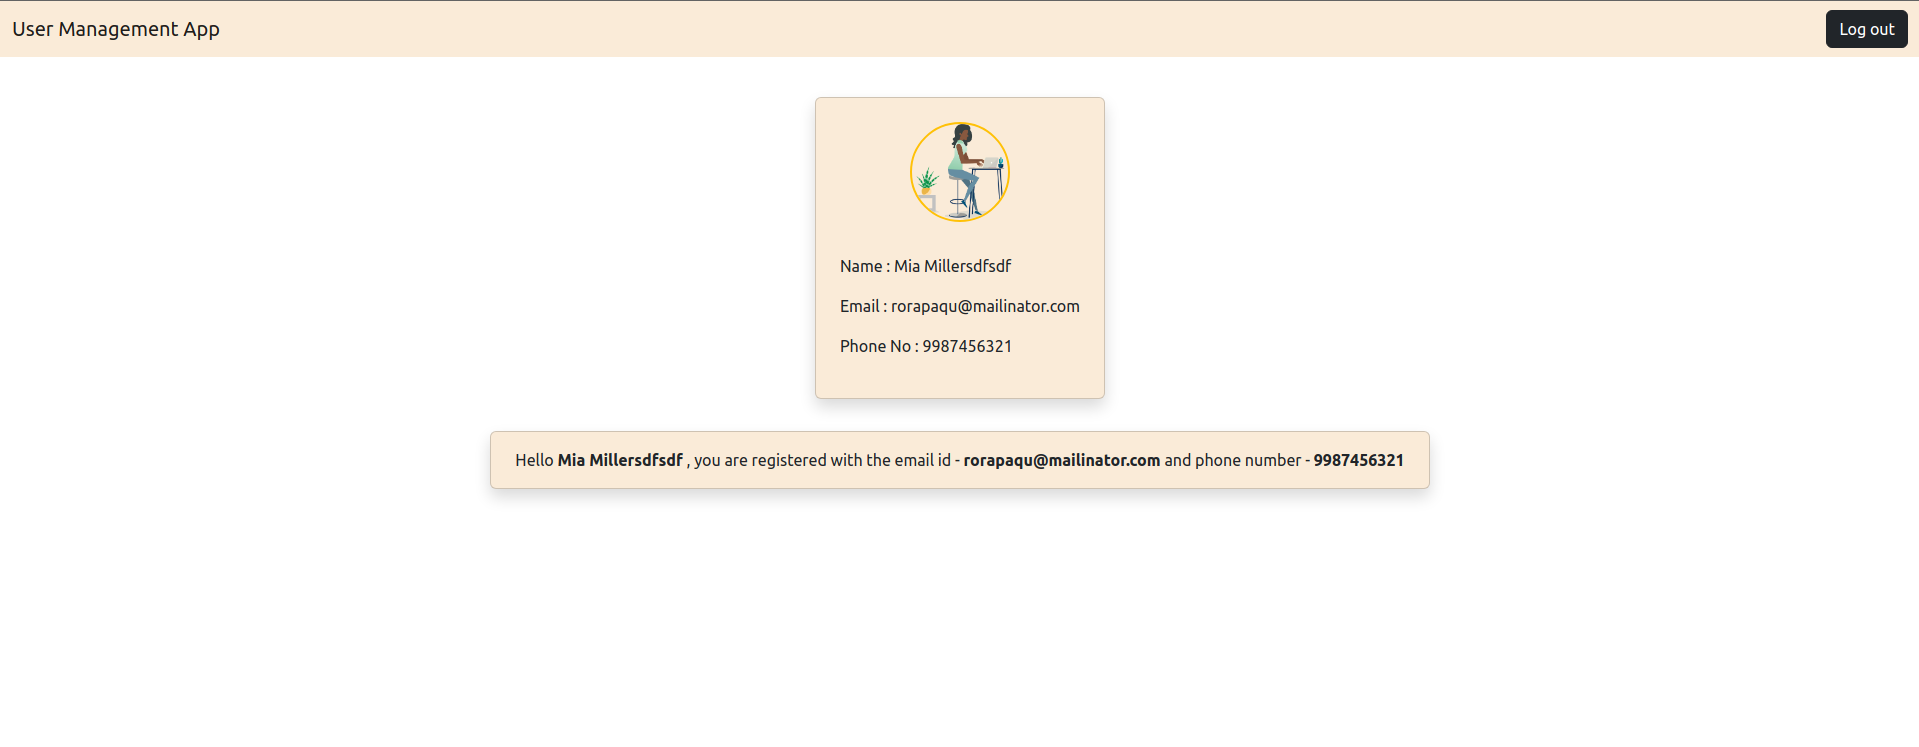 User Management App
Log out
Name : Mia Millersdfsdf
Email : rorapaqu@mailinator.com
Phone No : 9987456321
Hello Mia Millersdfsdf , you are registered with the email id - rorapaqu@mailinator.com and phone number - 9987456321